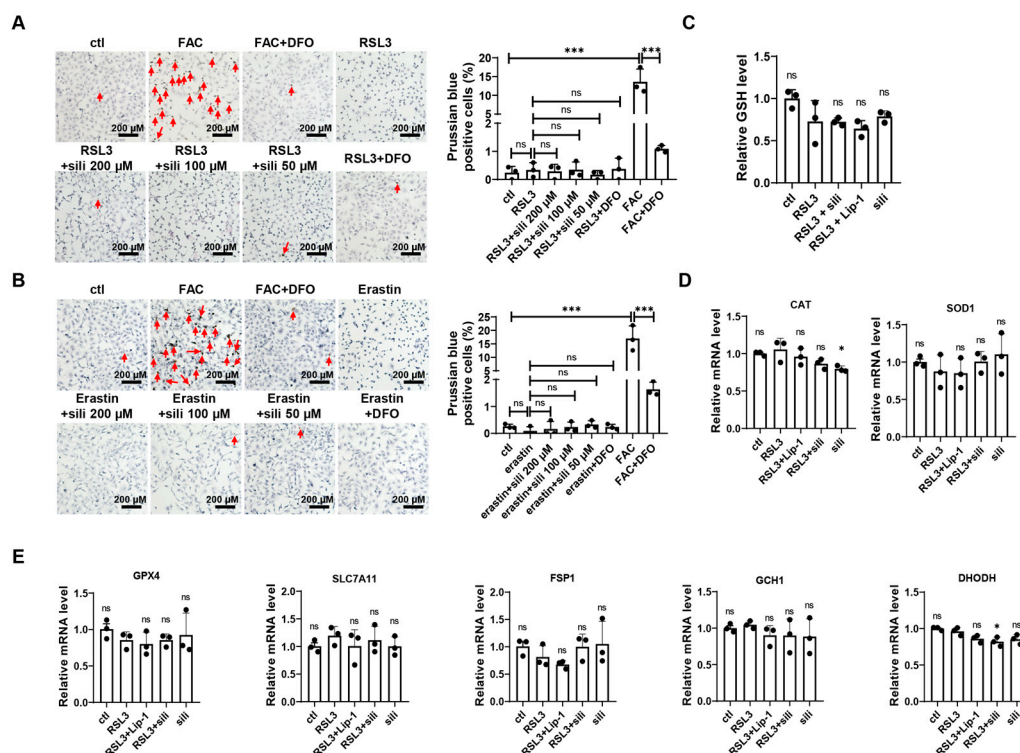 A
ctl FAC FAC+DFO RSL3
200 μM 200 μM 200 μM 200 μM
RSL3 RSL3 RSL3 RSL3+DFO
+sili 200 μM +sili 100 μM +sili 50 μM
200 μM 200 μM 200 μM 200 μM
Prussian blue
positive cells (%)
*** ***
ns
ns
ns
ns ns
20
15
10
5
2
1
0
ctl
RSL3
RSL3+sili 200 μM
RSL3+sili 100 μM
RSL3+sili 50 μM
RSL3+DFO
FAC
FAC+DFO
B
ctl FAC FAC+DFO Erastin
200 μM 200 μM 200 μM 200 μM
Erastin Erastin Erastin Erastin
+sili 200 μM +sili 100 μM +sili 50 μM +DFO
200 μM 200 μM 200 μM 200 μM
Prussian blue
positive cells (%)
*** ***
ns
ns
ns
ns ns
25
20
15
10
5
2
1
0
ctl
erastin
erastin+sili 200 μM
erastin+sili 100 μM
erastin+sili 50 μM
erastin+DFO
FAC
FAC+DFO
C
Relative GSH level
ns ns ns ns
1.5
1.0
0.5
0.0
ctl
RSL3
RSL3 + sili
RSL3 + Lip-1
sili
D
CAT
Relative mRNA level
ns ns ns ns *
1.5
1.0
0.5
0.0
ctl
RSL3
RSL3+Lip-1
RSL3+sili
sili
SOD1
Relative mRNA level
ns ns ns ns ns
2.0
1.5
1.0
0.5
0.0
ctl
RSL3
RSL3+Lip-1
RSL3+sili
sili
E
GPX4
Relative mRNA level
ns ns ns ns ns
1.5
1.0
0.5
0.0
ctl
RSL3
RSL3+Lip-1
RSL3+sili
sili
SLC7A11
Relative mRNA level
ns ns ns ns ns
2.0
1.5
1.0
0.5
0.0
ctl
RSL3
RSL3+Lip-1
RSL3+sili
sili
FSP1
Relative mRNA level
ns ns ns ns ns
2.0
1.5
1.0
0.5
0.0
ctl
RSL3
RSL3+Lip-1
RSL3+sili
sili
GCH1
Relative mRNA level
ns ns ns ns ns
1.5
1.0
0.5
0.0
ctl
RSL3
RSL3+Lip-1
RSL3+sili
sili
DHODH
Relative mRNA level
ns ns ns * ns
1.5
1.0
0.5
0.0
ctl
RSL3
RSL3+Lip-1
RSL3+sili
sili